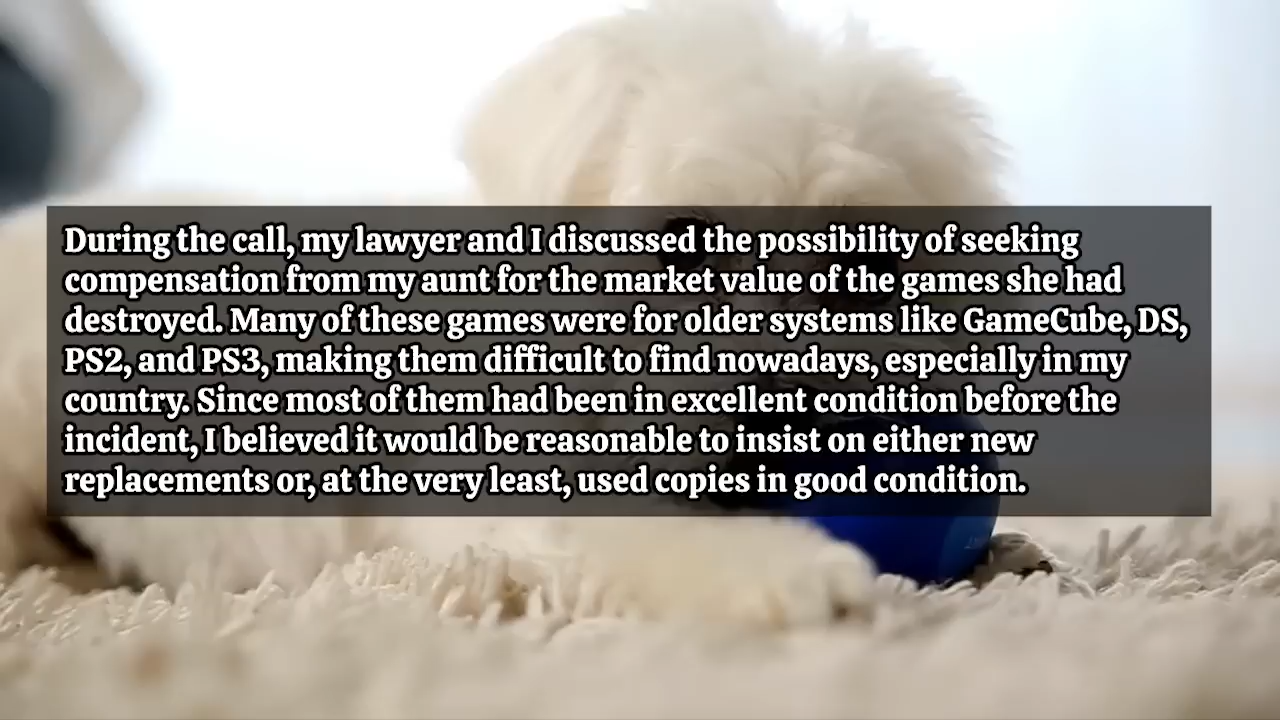 During the call, my lawyer and I discussed the possibility of seeking
compensation from my aunt for the market value of the games she had
destroyed. Many of these games were for older systems like GameCube, DS,
PS2, and PS3, making them difficult to find nowadays, especially in my
country. Since most of them had been in excellent condition before the
incident, I believed it would be reasonable to insist on either new
replacements or, at the very least, used copies in good condition.